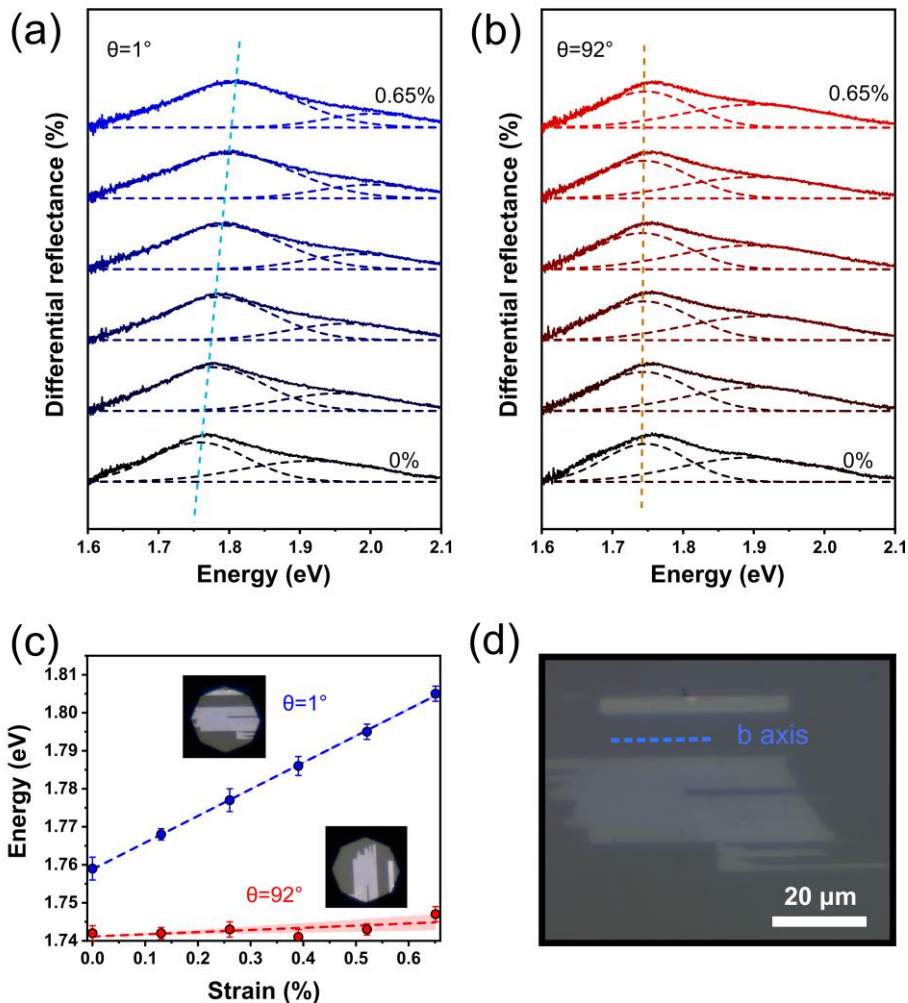 (a)
θ=1°
0.65%
0%
Differential reflectance (%)
1.6 1.7 1.8 1.9 2.0 2.1
Energy (eV)
(b)
θ=92°
0.65%
0%
Differential reflectance (%)
1.6 1.7 1.8 1.9 2.0 2.1
Energy (eV)
(c)
1.81
1.80
1.79
1.78
1.77
1.76
1.75
1.74
Energy (eV)
θ=1°
θ=92°
0.0 0.1 0.2 0.3 0.4 0.5 0.6
Strain (%)
(d)
b axis
20 µm